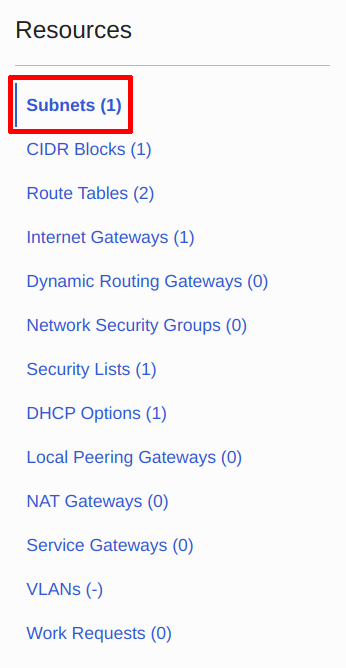 Resources
Subnets (1)
CIDR Blocks (1)
Route Tables (2)
Internet Gateways (1)
Dynamic Routing Gateways (0)
Network Security Groups (0)
Security Lists (1)
DHCP Options (1)
Local Peering Gateways (0)
NAT Gateways (0)
Service Gateways (0)
VLANs (-)
Work Requests (0)